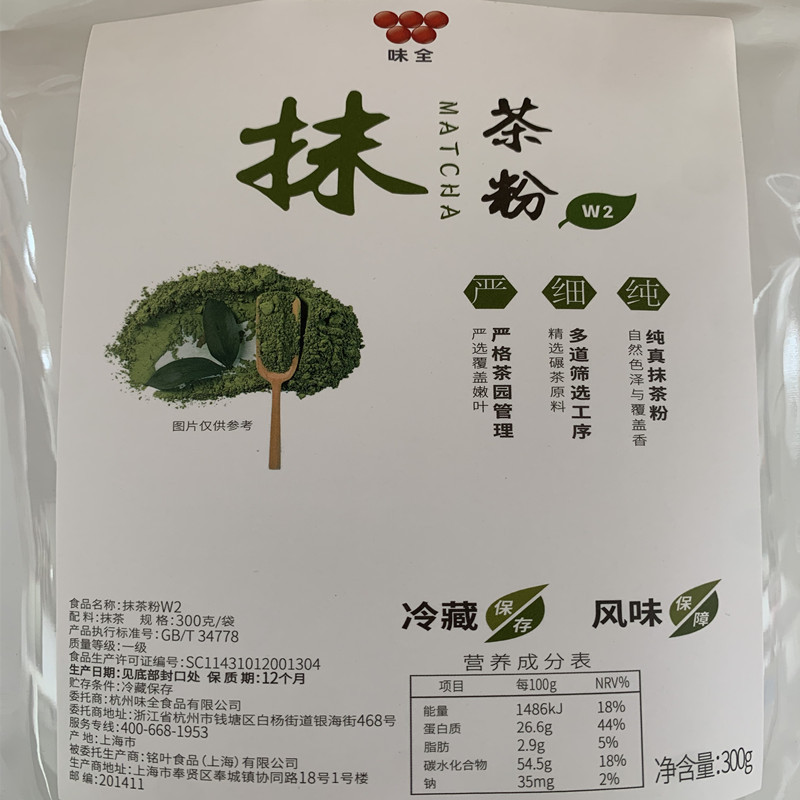 味全
抹
MATCHA
茶粉
W2
严
细
纯
严格茶园管理
严选覆盖嫩叶
多道筛选工序
精选碾茶原料
纯真抹茶粉
自然色泽与覆盖香
图片仅供参考
冷藏
保存
风味
保障
食品名称:抹茶粉W2
配料:抹茶 规格:300克/袋
产品执行标准号:GB/T 34778
质量等级:一级
食品生产许可证编号:SC11431012001304
生产日期:见底部封口处 保质期:12个月
贮存条件:冷藏保存
委托商:杭州味全食品有限公司
委托商地址:浙江省杭州市钱塘区白杨街道银海街468号
服务专线:400-668-1953
产地:上海市
被委托生产商:铭叶食品(上海)有限公司
生产商地址:上海市奉贤区奉城镇协同路18号1号楼
邮编:201411
营养成分表
项目 每100g NRV%
能量 1486kJ 18%
蛋白质 26.6g 44%
脂肪 2.9g 5%
碳水化合物 54.5g 18%
钠 35mg 2%
净含量:300g